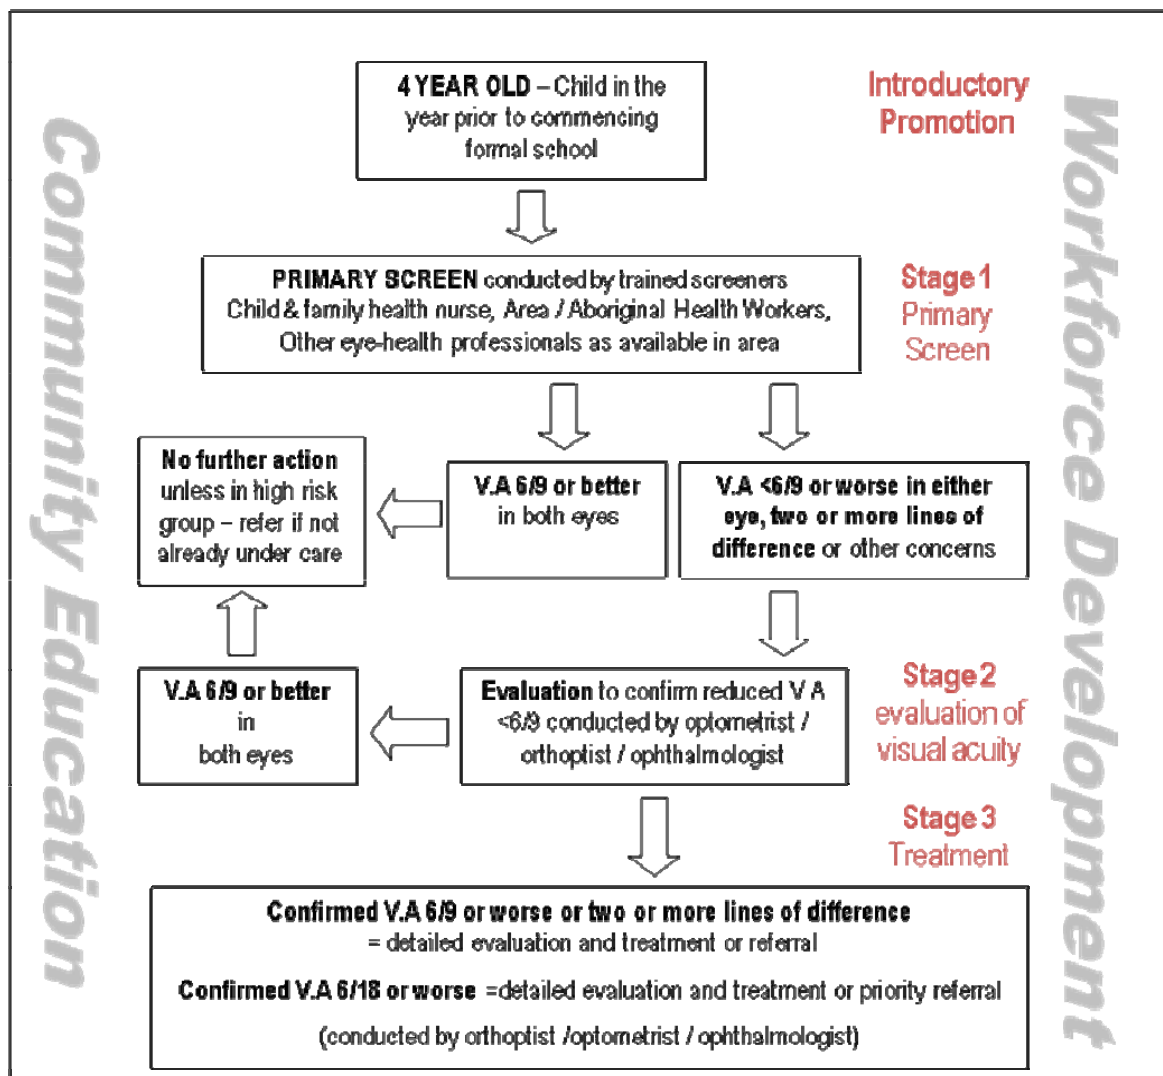 4 YEAR OLD – Child in the
year prior to commencing
formal school
Introductory
Promotion
Community Education
Workforce Development
PRIMARY SCREEN conducted by trained screeners
Child & family health nurse, Area / Aboriginal Health Workers,
Other eye-health professionals as available in area
Stage 1
Primary
Screen
No further action
unless in high risk
group – refer if not
already under care
V.A 6/9 or better
in both eyes
V.A <6/9 or worse in either
eye, two or more lines of
difference or other concerns
V.A 6/9 or better
in
both eyes
Evaluation to confirm reduced V A
<6/9 conducted by optometrist /
orthoptist / ophthalmologist
Stage 2
evaluation of
visual acuity
Stage 3
Treatment
Confirmed V.A 6/9 or worse or two or more lines of difference
= detailed evaluation and treatment or referral
Confirmed V.A 6/18 or worse =detailed evaluation and treatment or priority referral
(conducted by orthoptist /optometrist / ophthalmologist)